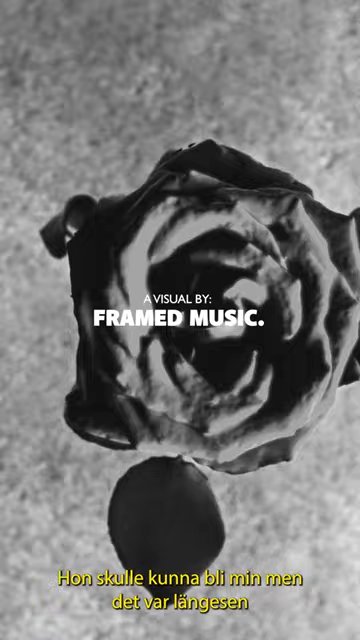 A VISUAL BY:
FRAMED MUSIC.
Hon skulle kunna bli min men
det var längesen